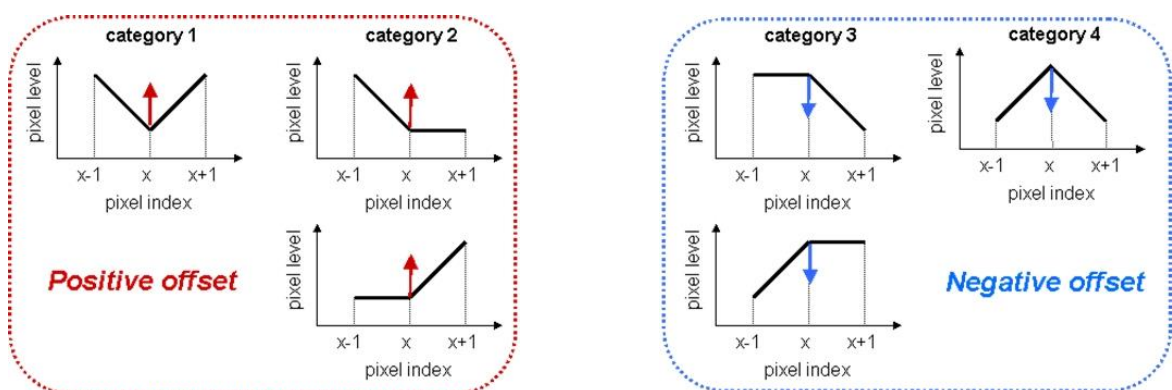 category 1
category 2
category 3
category 4
pixel level
x-1 x x+1
pixel index
pixel level
x-1 x x+1
pixel index
pixel level
x-1 x x+1
pixel index
pixel level
x-1 x x+1
pixel index
Positive offset
pixel level
x-1 x x+1
pixel index
pixel level
x-1 x x+1
pixel index
Negative offset